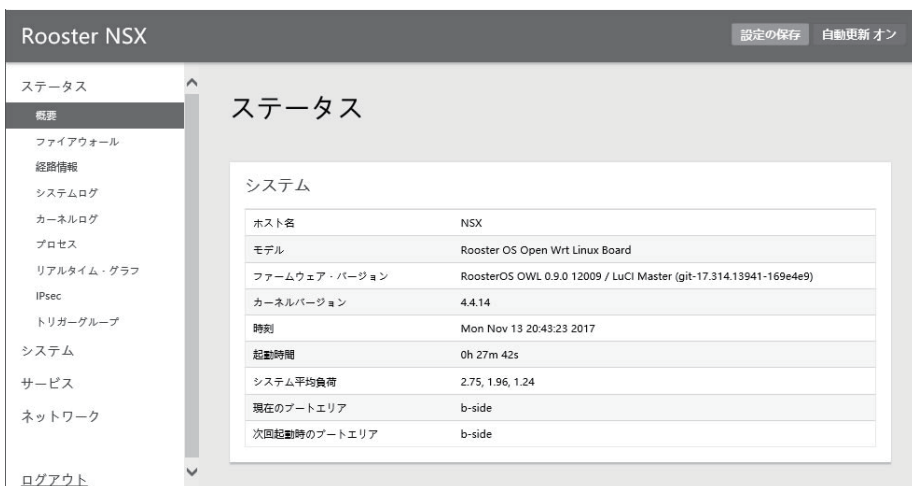 Rooster NSX
設定の保存 自動更新 オン
ステータス
概要
ファイアウォール
経路情報
システムログ
カーネルログ
プロセス
リアルタイム・グラフ
IPsec
トリガーグループ
システム
サービス
ネットワーク
ログアウト
ステータス
システム
ホスト名 NSX
モデル Rooster OS Open Wrt Linux Board
ファームウェア・バージョン RoosterOS OWL 0.9.0 12009 / LuCI Master (git-17.314.13941-169e4e9)
カーネルバージョン 4.4.14
時刻 Mon Nov 13 20:43:23 2017
起動時間 0h 27m 42s
システム平均負荷 2.75, 1.96, 1.24
現在のブートエリア b-side
次回起動時のブートエリア b-side